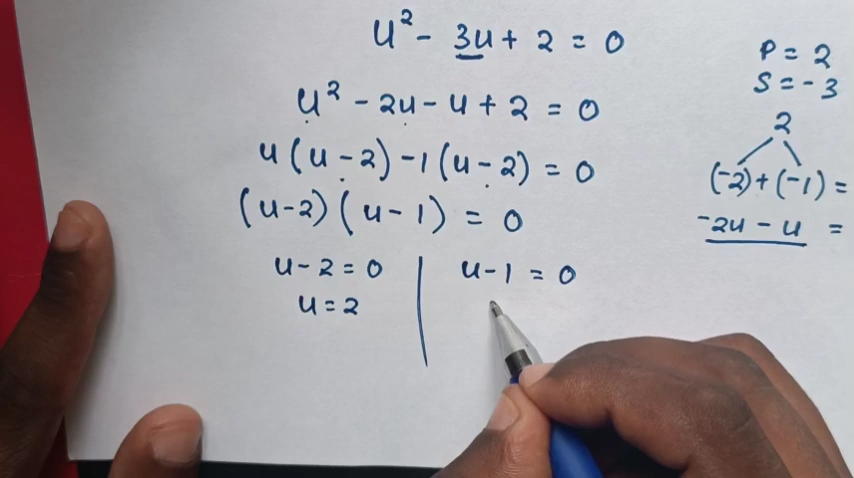 u² - 3u + 2 = 0
u² - 2u - u + 2 = 0
u(u - 2) - 1(u - 2) = 0
(u - 2)(u - 1) = 0
u - 2 = 0
u = 2
u - 1 = 0
P = 2
S = -3
2
(-2) + (-1) =
-2u - u =